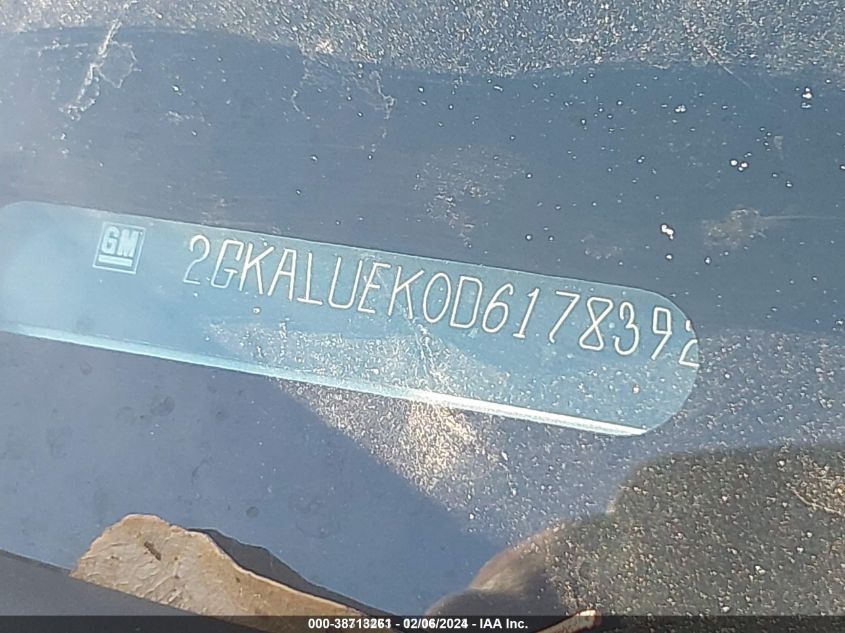 GM 2GKALUEK0D6178392
000-38713261 - 02/06/2024 - IAA Inc.